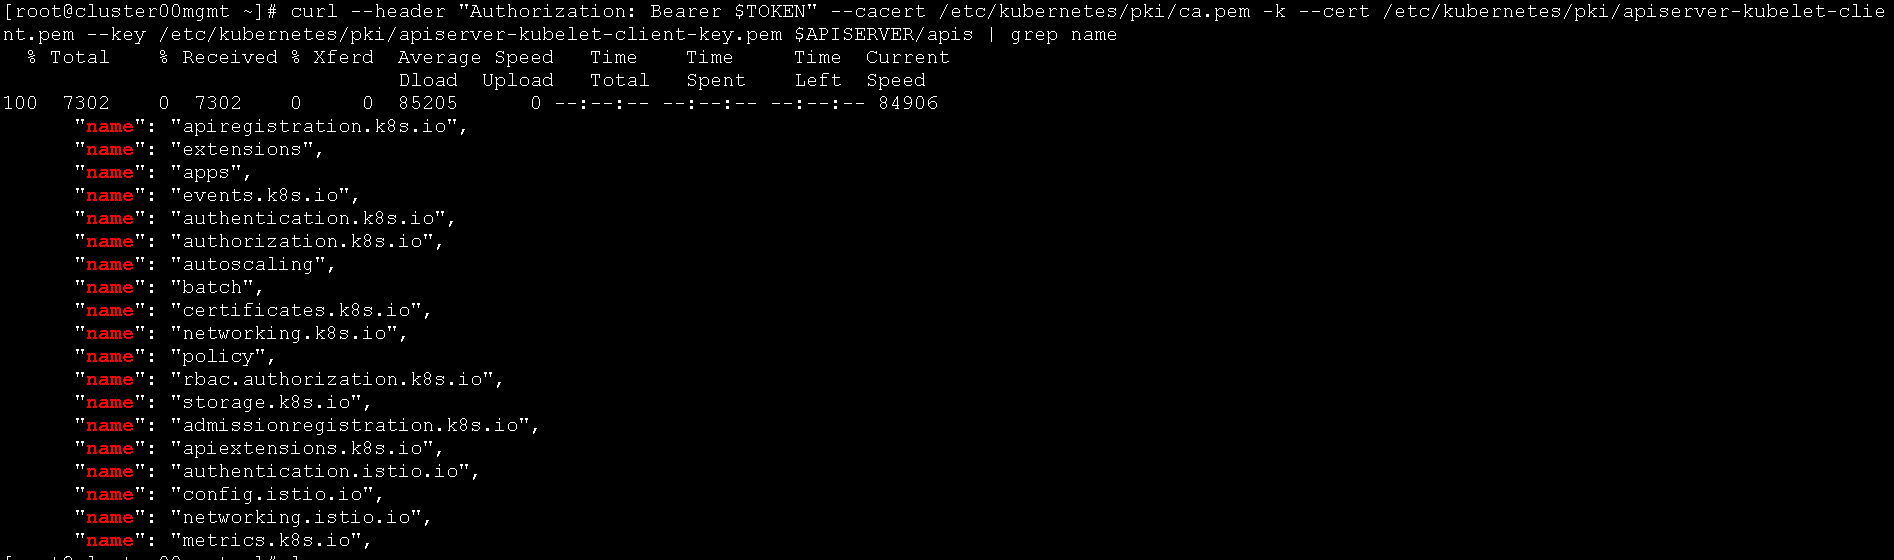 [root@cluster00mgmt ~]# curl --header "Authorization: Bearer $TOKEN" --cacert /etc/kubernetes/pki/ca.pem -k --cert /etc/kubernetes/pki/apiserver-kubelet-clie
nt.pem --key /etc/kubernetes/pki/apiserver-kubelet-client-key.pem $APISERVER/apis | grep name
  % Total    % Received % Xferd  Average Speed   Time    Time     Time  Current
                                 Dload  Upload   Total   Spent    Left  Speed
100  7302    0  7302    0     0  85205      0 --:--:-- --:--:-- --:--:-- 84906
      "name": "apiregistration.k8s.io",
      "name": "extensions",
      "name": "apps",
      "name": "events.k8s.io",
      "name": "authentication.k8s.io",
      "name": "authorization.k8s.io",
      "name": "autoscaling",
      "name": "batch",
      "name": "certificates.k8s.io",
      "name": "networking.k8s.io",
      "name": "policy",
      "name": "rbac.authorization.k8s.io",
      "name": "storage.k8s.io",
      "name": "admissionregistration.k8s.io",
      "name": "apiextensions.k8s.io",
      "name": "authentication.istio.io",
      "name": "config.istio.io",
      "name": "networking.istio.io",
      "name": "metrics.k8s.io",